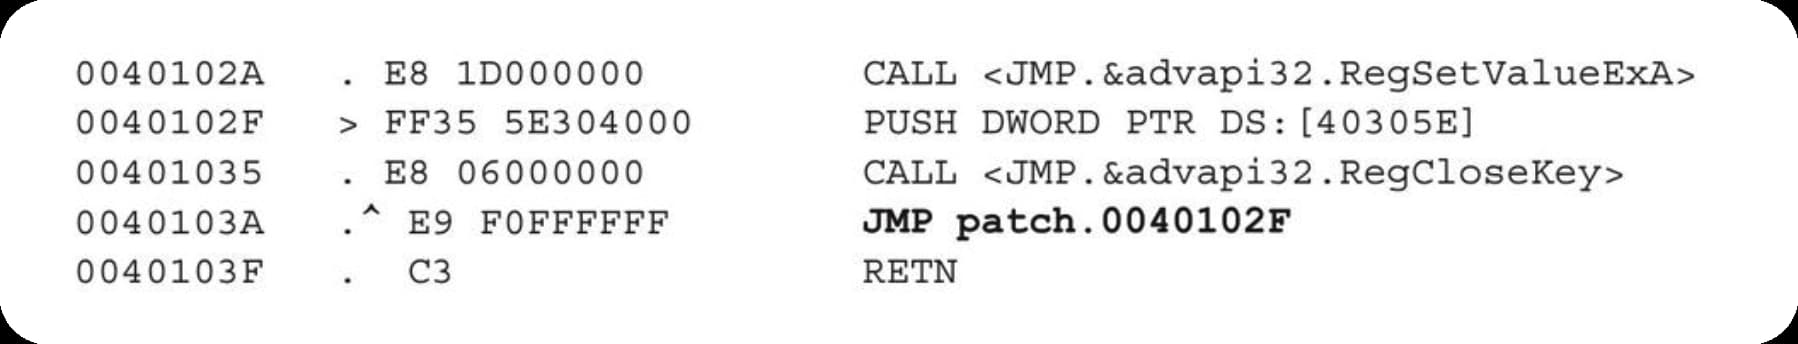 0040102A . E8 1D000000 CALL <JMP.&advapi32.RegSetValueExA>
0040102F > FF35 5E304000 PUSH DWORD PTR DS:[40305E]
00401035 . E8 06000000 CALL <JMP.&advapi32.RegCloseKey>
0040103A .^ E9 F0FFFFFF JMP patch.0040102F
0040103F . C3 RETN